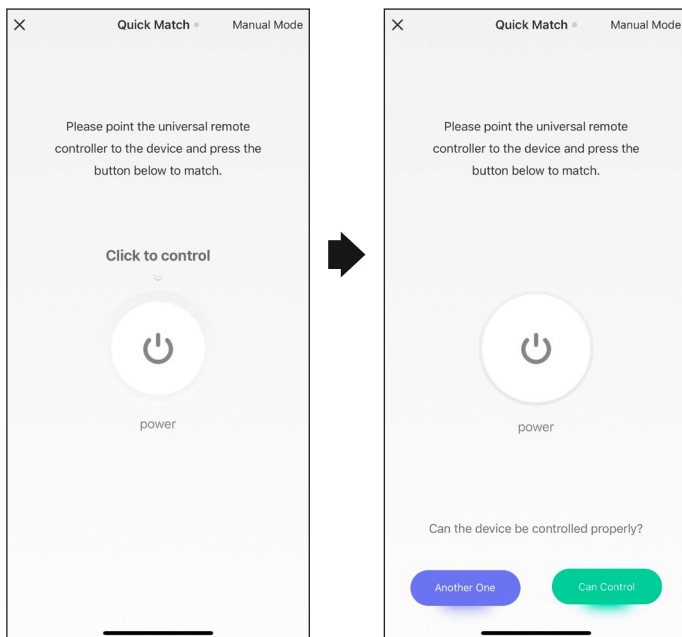 Quick Match
Manual Mode
Please point the universal remote
controller to the device and press the
button below to match.
Click to control
power
Quick Match
Manual Mode
Please point the universal remote
controller to the device and press the
button below to match.
power
Can the device be controlled properly?
Another One
Can Control